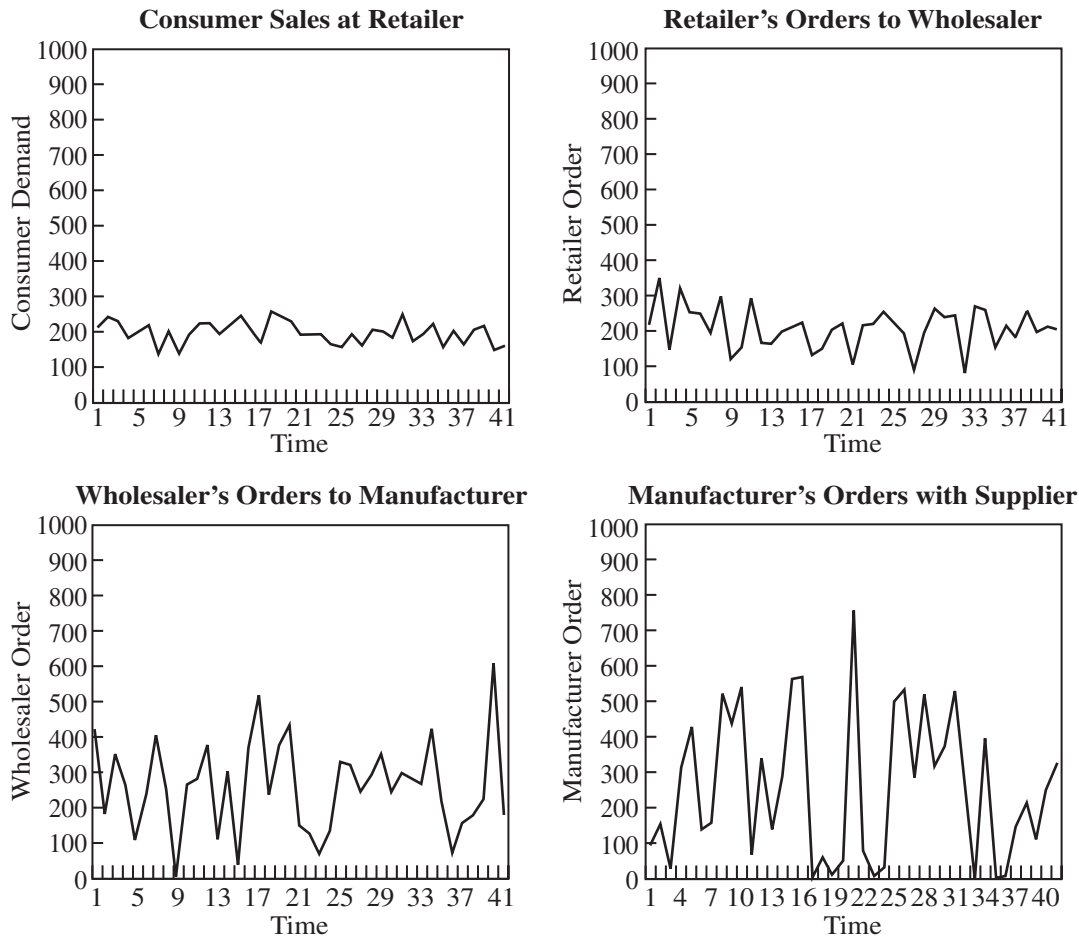 Consumer Sales at Retailer
Consumer Demand
1000
900
800
700
600
500
400
300
200
100
0
1 5 9 13 17 21 25 29 33 37 41
Time
Retailer's Orders to Wholesaler
Retailer Order
1000
900
800
700
600
500
400
300
200
100
0
1 5 9 13 17 21 25 29 33 37 41
Time
Wholesaler's Orders to Manufacturer
Wholesaler Order
1000
900
800
700
600
500
400
300
200
100
0
1 5 9 13 17 21 25 29 33 37 41
Time
Manufacturer's Orders with Supplier
Manufacturer Order
1000
900
800
700
600
500
400
300
200
100
0
1 4 7 10 13 16 19 22 25 28 31 34 37 40
Time